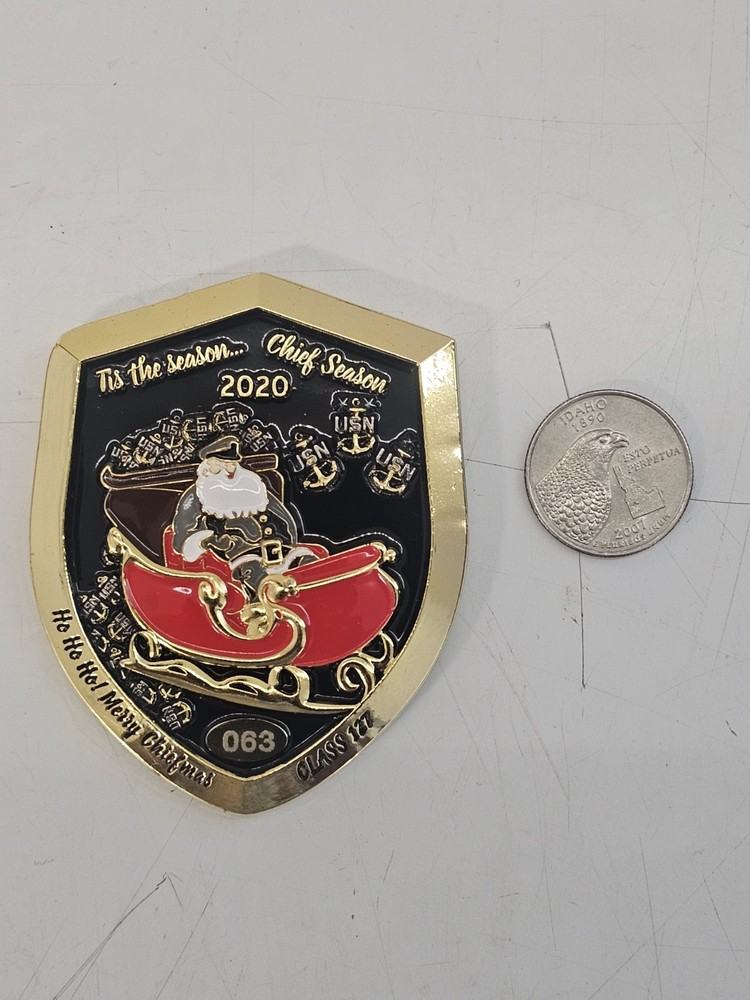 Tis the season...
Chief Season
2020
USN
USN
USN
Ho Ho Ho! Merry Chiefmas
063
CLASS 127
IDAHO
1890
ESTO
PERPETUA
2007